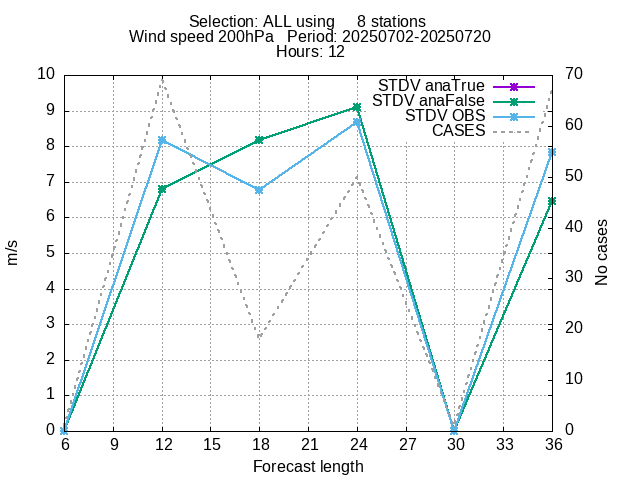 Selection: ALL using     8 stations
Wind speed 200hPa   Period: 20250702-20250720
Hours: 12
STDV anaTrue
STDV anaFalse
STDV OBS
CASES
10
9
8
7
6
5
4
3
2
1
0
m/s
70
60
50
40
30
20
10
0
No cases
6 9 12 15 18 21 24 27 30 33 36
Forecast length